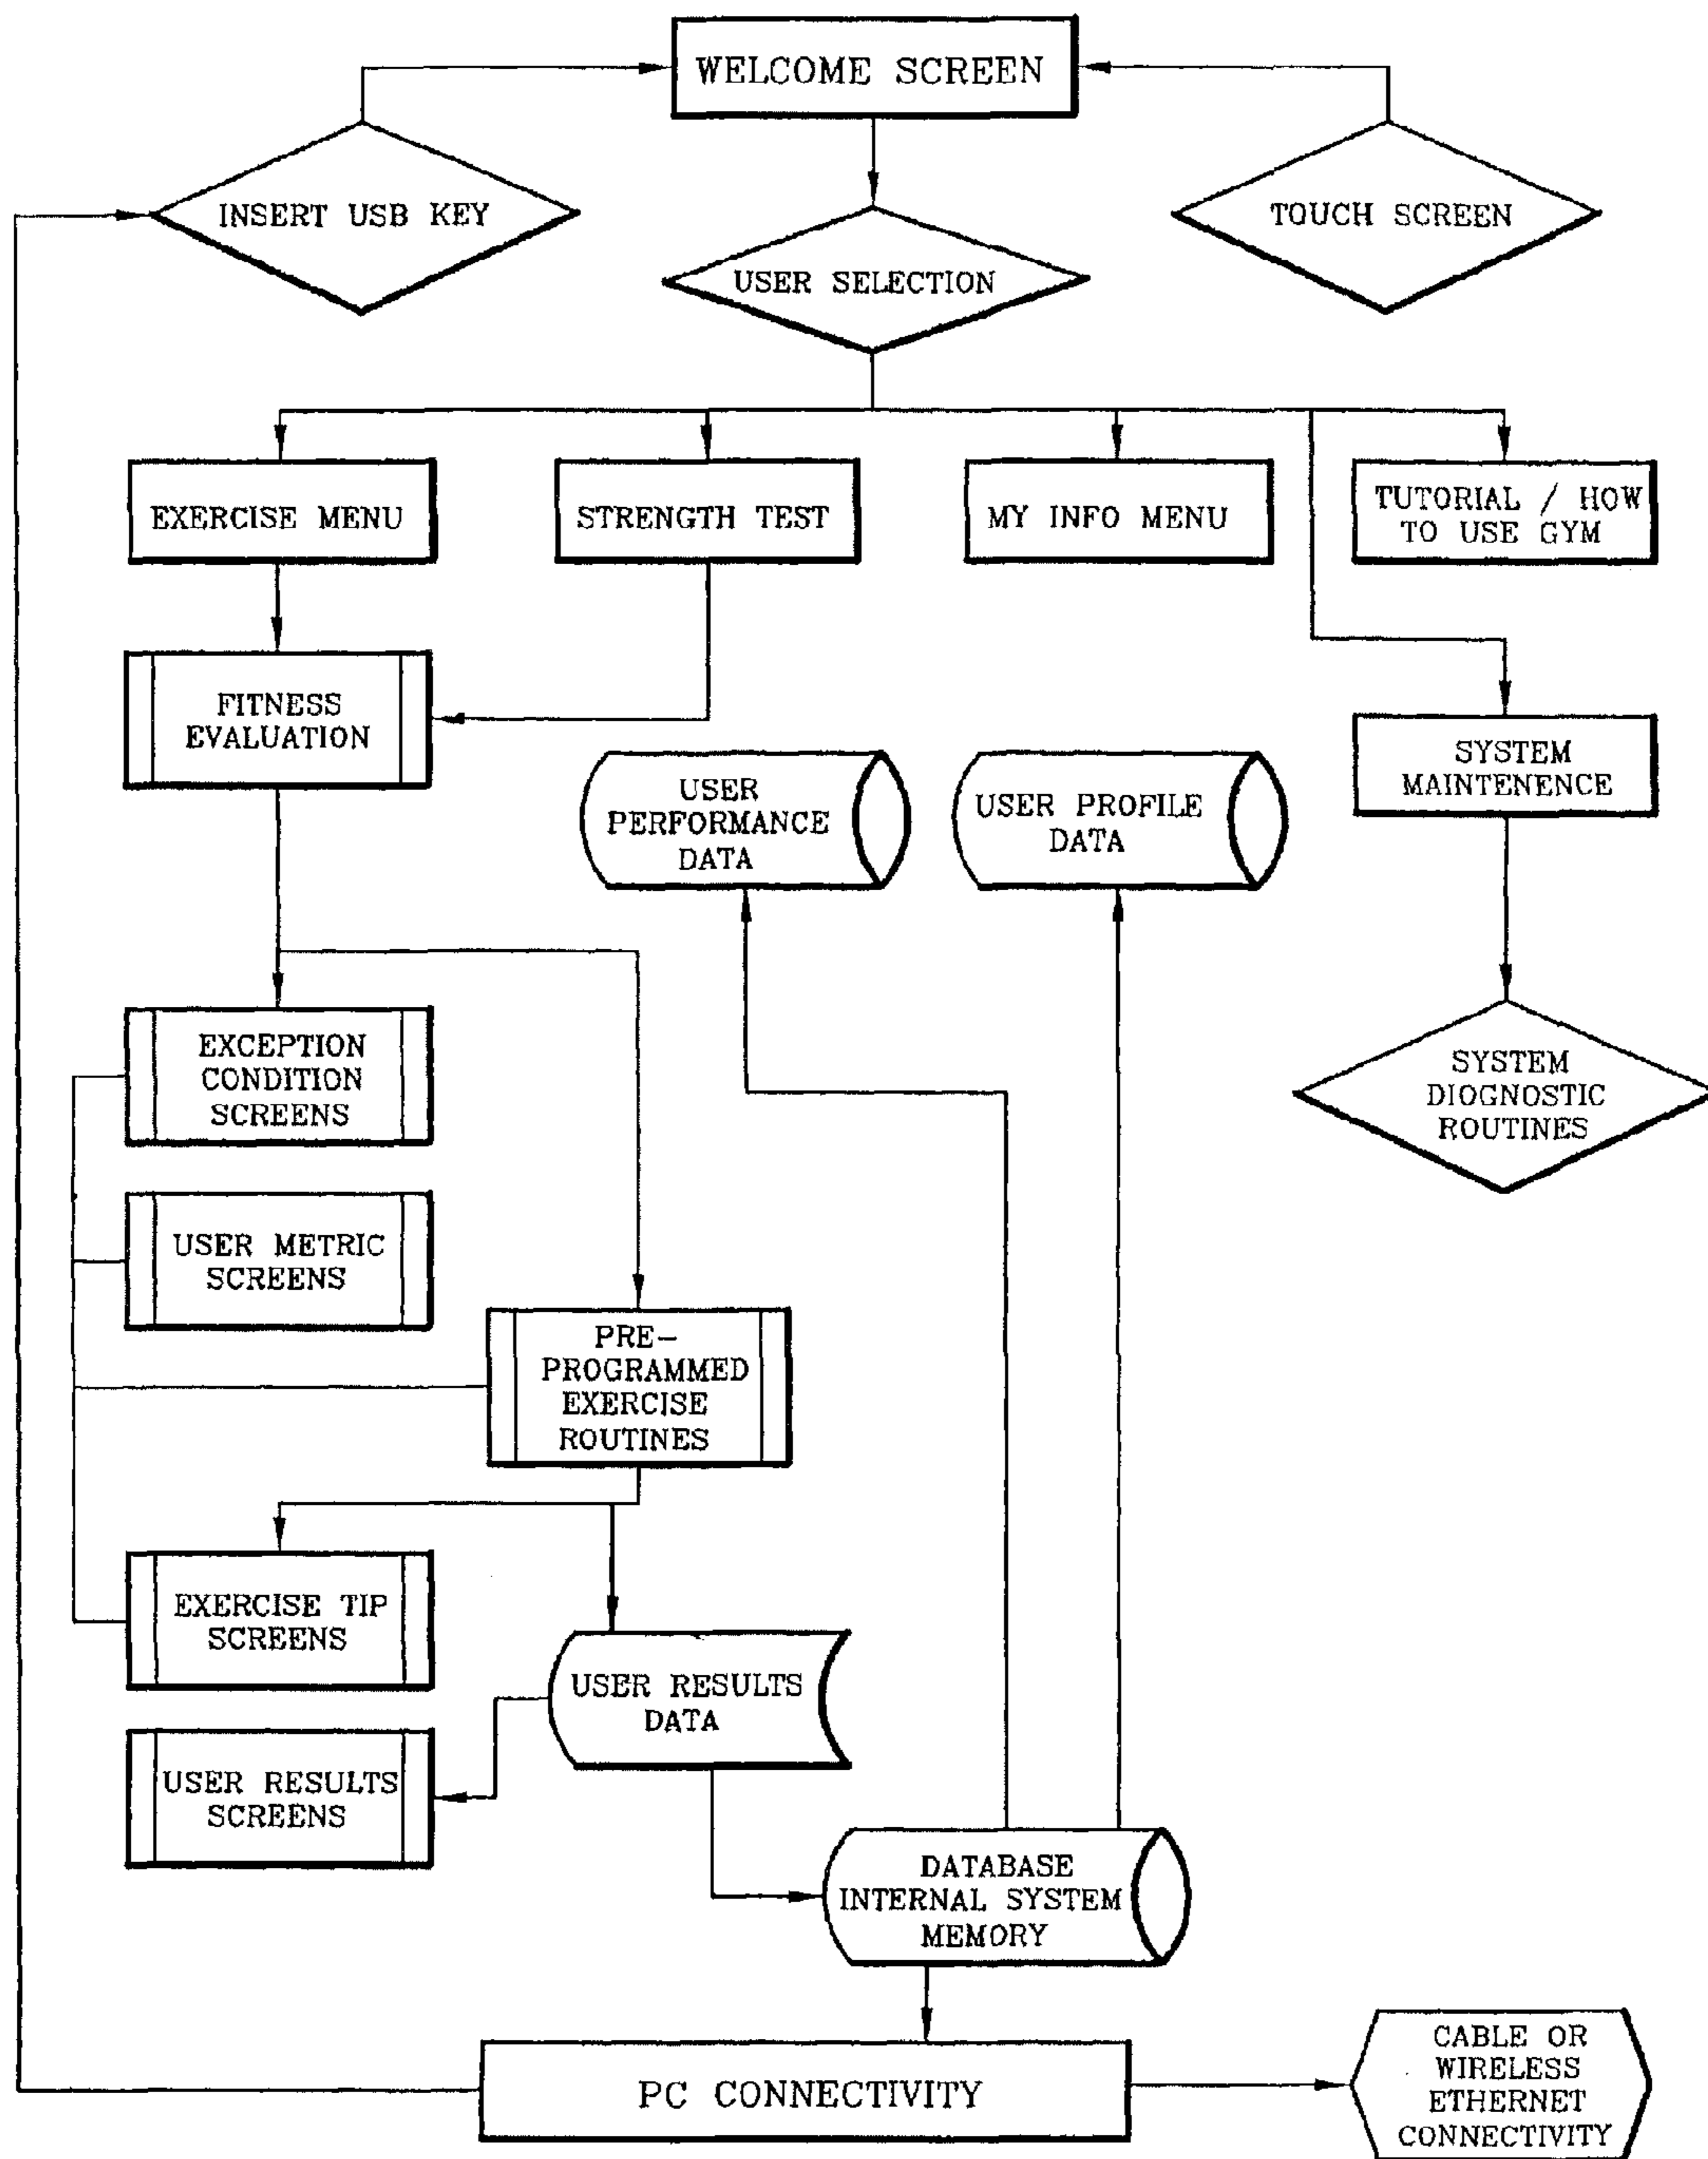 WELCOME SCREEN
INSERT USB KEY
TOUCH SCREEN
USER SELECTION
EXERCISE MENU
STRENGTH TEST
MY INFO MENU
TUTORIAL / HOW
TO USE GYM
FITNESS
EVALUATION
USER
PERFORMANCE
DATA
USER PROFILE
DATA
SYSTEM
MAINTENENCE
EXCEPTION
CONDITION
SCREENS
SYSTEM
DIOGNOSTIC
ROUTINES
USER METRIC
SCREENS
PRE-
PROGRAMMED
EXERCISE
ROUTINES
EXERCISE TIP
SCREENS
USER RESULTS
DATA
USER RESULTS
SCREENS
DATABASE
INTERNAL SYSTEM
MEMORY
PC CONNECTIVITY
CABLE OR
WIRELESS
ETHERNET
CONNECTIVITY